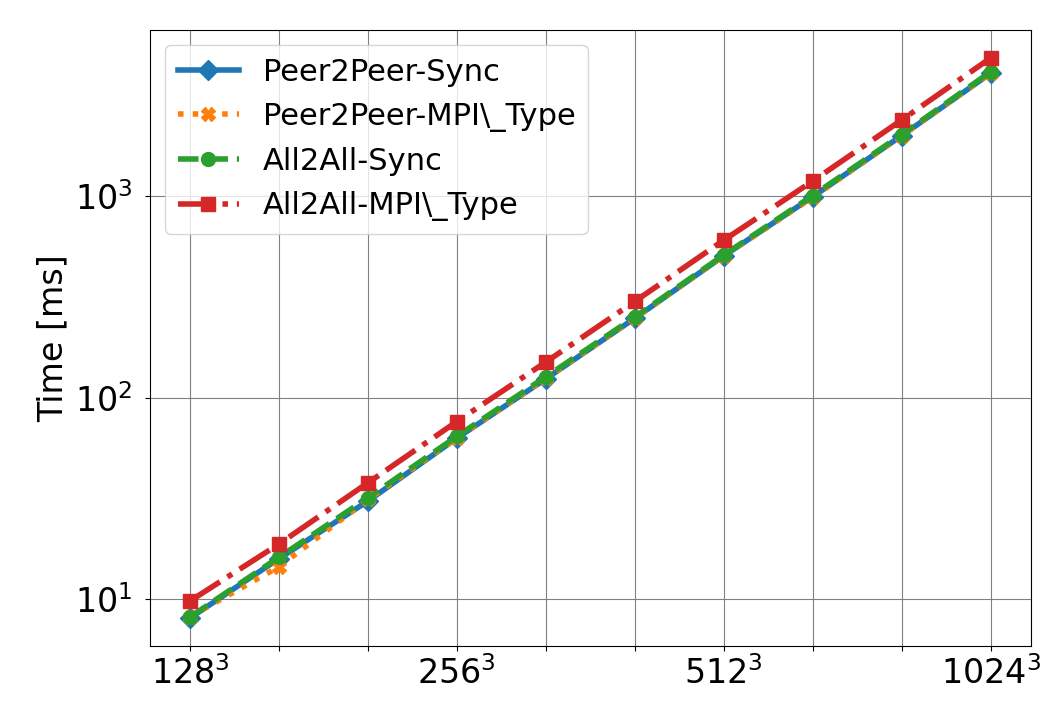 Peer2Peer-Sync
Peer2Peer-MPI\_Type
All2All-Sync
All2All-MPI\_Type
Time [ms]
10³
10²
10¹
128³ 256³ 512³ 1024³